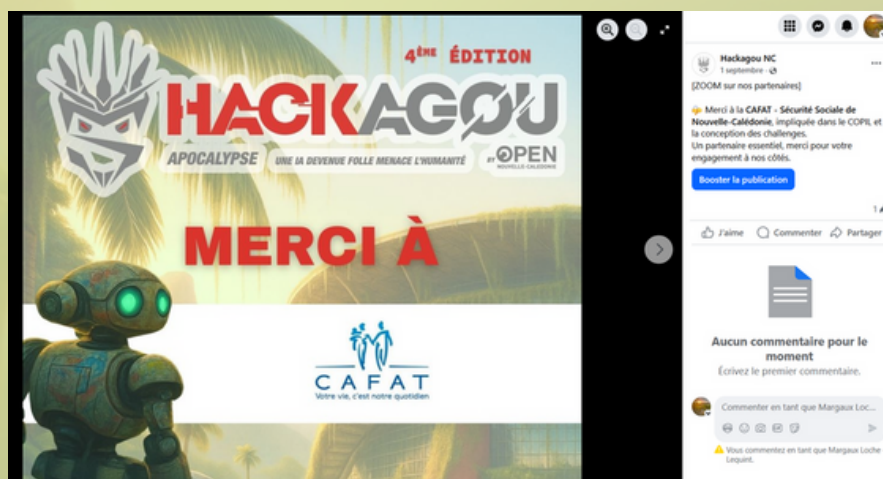 4ÈME ÉDITION
HACKAGOU
APOCALYPSE UNE IA DEVENUE FOLLE MENACE L'HUMANITÉ BY OPEN
NOUVELLE-CALÉDONIE
MERCI À
CAFAT
Votre vie, c'est notre quotidien
Hackagou NC
1 septembre
[ZOOM sur nos partenaires]
Merci à la CAFAT - Sécurité Sociale de
Nouvelle-Calédonie, impliquée dans le COPIL et
la conception des challenges.
Un partenaire essentiel, merci pour votre
engagement à nos côtés.
Booster la publication
1
J'aime Commenter Partager
Aucun commentaire pour le
moment
Écrivez le premier commentaire.
Commenter en tant que Margaux Loc...
Vous commentez en tant que Margaux Loche
Lequint.